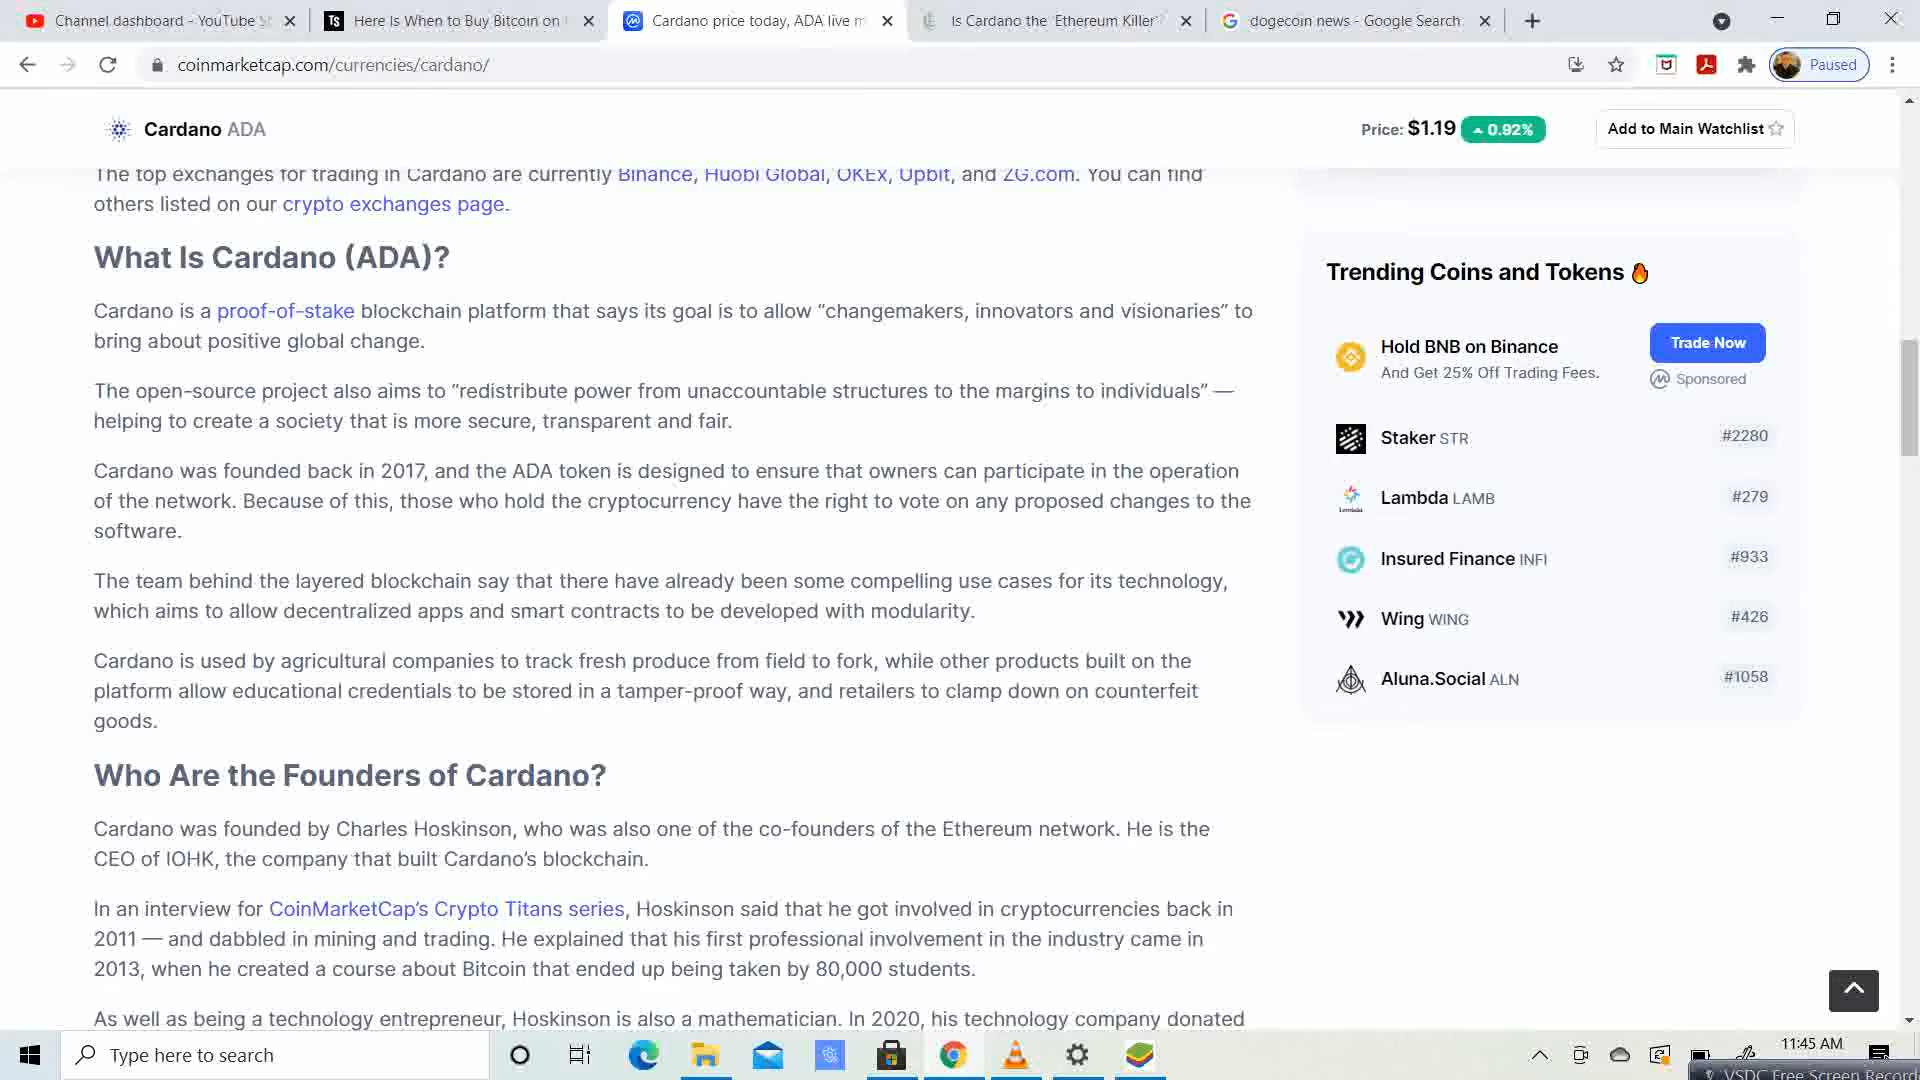 Channel dashboard - YouTube St
Here Is When to Buy Bitcoin on
Cardano price today, ADA live m
Is Cardano the 'Ethereum Killer'?
dogecoin news - Google Search
coinmarketcap.com/currencies/cardano/
Paused
Cardano ADA
Price: $1.19 0.92%
Add to Main Watchlist
The top exchanges for trading in Cardano are currently Binance, Huobi Global, OKEx, Upbit, and ZG.com. You can find
others listed on our crypto exchanges page.
What Is Cardano (ADA)?
Cardano is a proof-of-stake blockchain platform that says its goal is to allow “changemakers, innovators and visionaries” to
bring about positive global change.
The open-source project also aims to “redistribute power from unaccountable structures to the margins to individuals” —
helping to create a society that is more secure, transparent and fair.
Cardano was founded back in 2017, and the ADA token is designed to ensure that owners can participate in the operation
of the network. Because of this, those who hold the cryptocurrency have the right to vote on any proposed changes to the
software.
The team behind the layered blockchain say that there have already been some compelling use cases for its technology,
which aims to allow decentralized apps and smart contracts to be developed with modularity.
Cardano is used by agricultural companies to track fresh produce from field to fork, while other products built on the
platform allow educational credentials to be stored in a tamper-proof way, and retailers to clamp down on counterfeit
goods.
Who Are the Founders of Cardano?
Cardano was founded by Charles Hoskinson, who was also one of the co-founders of the Ethereum network. He is the
CEO of IOHK, the company that built Cardano’s blockchain.
In an interview for CoinMarketCap’s Crypto Titans series, Hoskinson said that he got involved in cryptocurrencies back in
2011 — and dabbled in mining and trading. He explained that his first professional involvement in the industry came in
2013, when he created a course about Bitcoin that ended up being taken by 80,000 students.
As well as being a technology entrepreneur, Hoskinson is also a mathematician. In 2020, his technology company donated
Trending Coins and Tokens
Hold BNB on Binance
And Get 25% Off Trading Fees.
Trade Now
Sponsored
Staker STR #2280
Lambda LAMB #279
Insured Finance INFI #933
Wing WING #426
Aluna.Social ALN #1058
Type here to search
11:45 AM
VSDC Free Screen Record